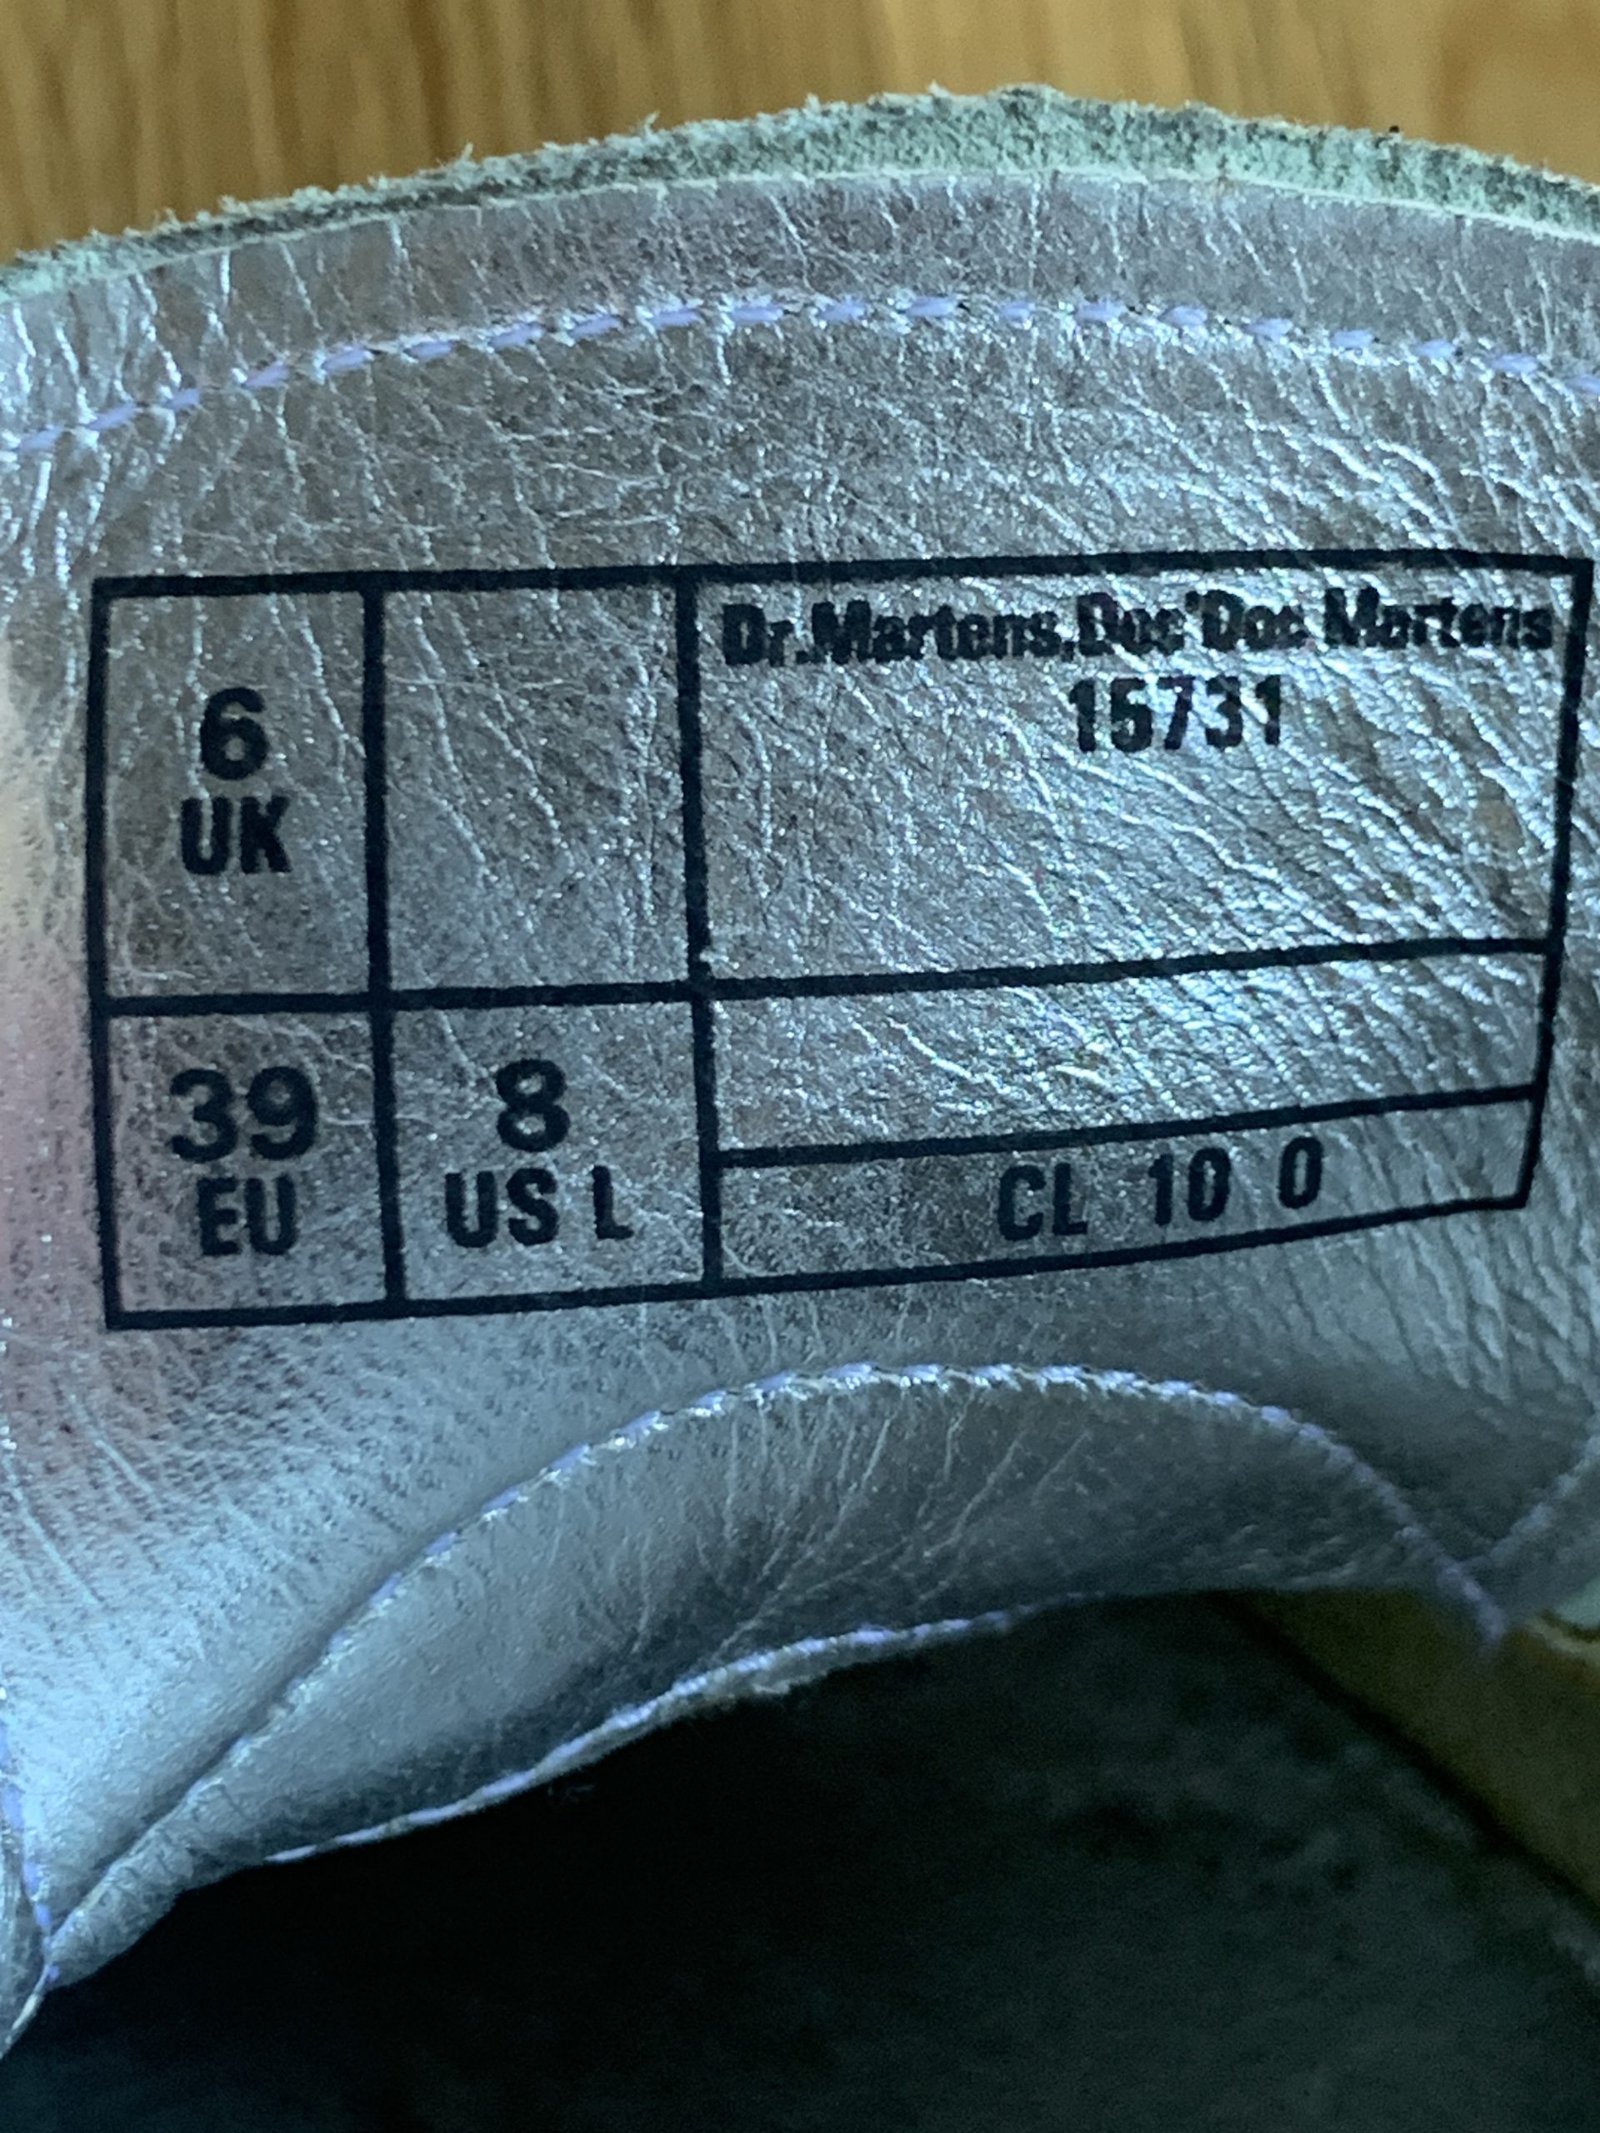 6
UK
Dr.Martens,Doc'Doc Martens
15731
39
EU
8
US L
CL 10 0